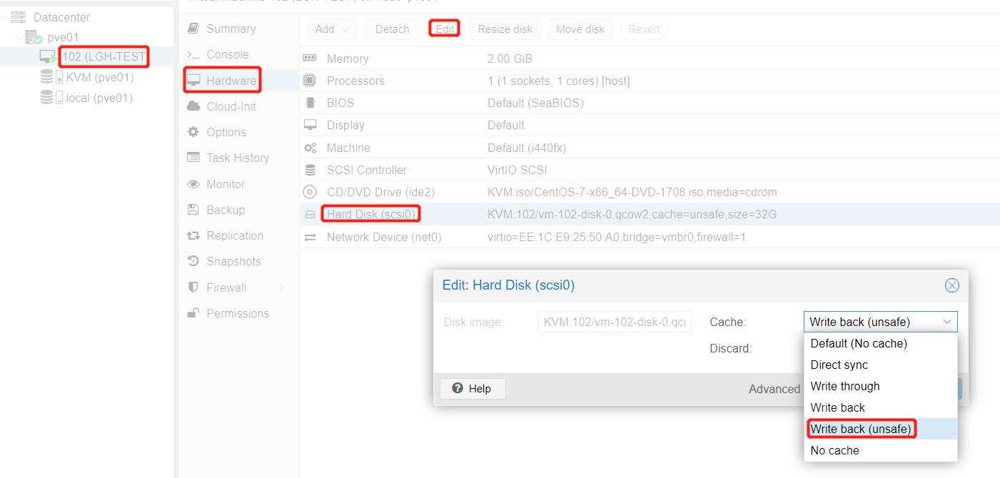 Datacenter
pve01
102 (LGH-TEST
KVM (pve01)
local (pve01)
Summary
>_ Console
Hardware
Cloud-Init
Options
Task History
Monitor
Backup
Replication
Snapshots
Firewall
Permissions
Add Detach Edit Resize disk Move disk Revert
Memory 2.00 GiB
Processors 1 (1 sockets, 1 cores) [host]
BIOS Default (SeaBIOS)
Display Default
Machine Default (i440fx)
SCSI Controller VirtIO SCSI
CD/DVD Drive (ide2) KVM:iso/CentOS-7-x86_64-DVD-1708.iso,media=cdrom
Hard Disk (scsi0) KVM:102/vm-102-disk-0.qcow2,cache=unsafe,size=32G
Network Device (net0) virtio=EE:1C:E9:25:50:A0,bridge=vmbr0,firewall=1
Edit: Hard Disk (scsi0)
Disk image: KVM:102/vm-102-disk-0.qco Cache: Write back (unsafe)
Discard:
Default (No cache)
Direct sync
Write through
Write back
Write back (unsafe)
No cache
Help Advanced